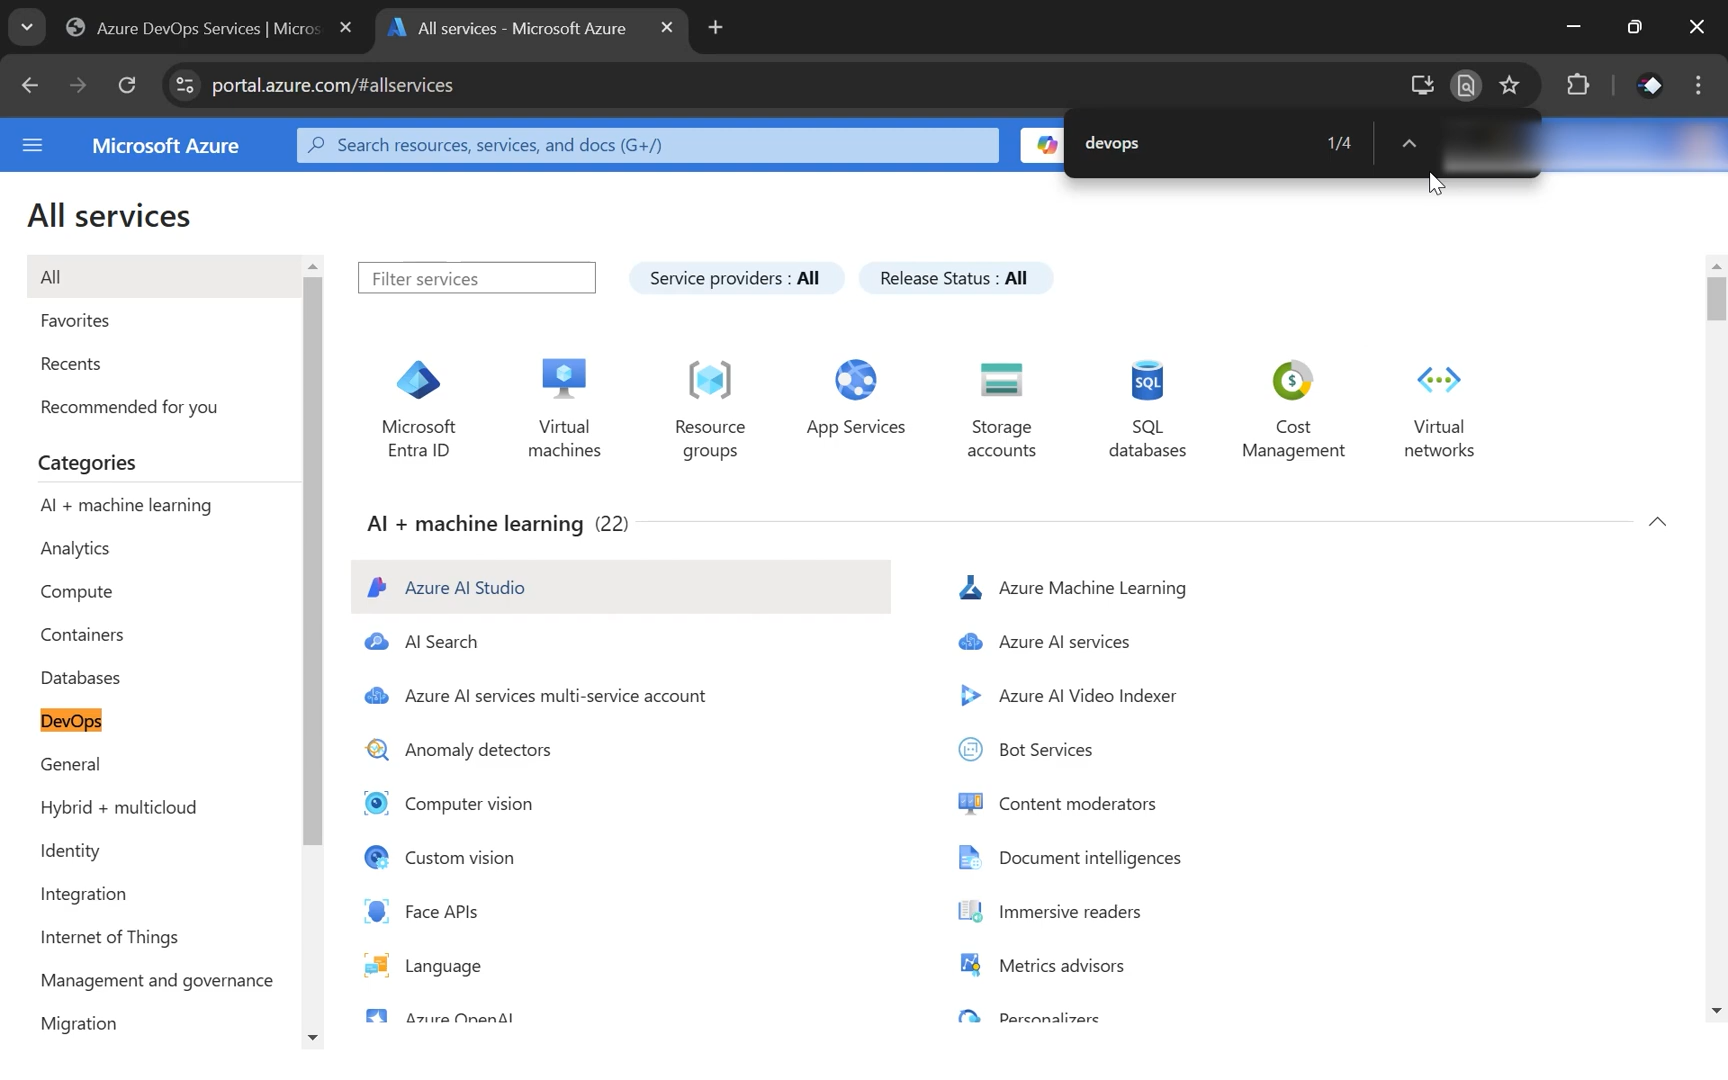 Azure DevOps Services | Micros
All services - Microsoft Azure
portal.azure.com/#allservices
Microsoft Azure
Search resources, services, and docs (G+/)
devops
1/4
All services
All
Favorites
Recents
Recommended for you
Categories
AI + machine learning
Analytics
Compute
Containers
Databases
DevOps
General
Hybrid + multicloud
Identity
Integration
Internet of Things
Management and governance
Migration
Filter services
Service providers : All
Release Status : All
Microsoft
Entra ID
Virtual
machines
Resource
groups
App Services
Storage
accounts
SQL
SQL
databases
Cost
Management
Virtual
networks
AI + machine learning (22)
Azure AI Studio
Azure Machine Learning
AI Search
Azure AI services
Azure AI services multi-service account
Azure AI Video Indexer
Anomaly detectors
Bot Services
Computer vision
Content moderators
Custom vision
Document intelligences
Face APIs
Immersive readers
Language
Metrics advisors
Azure OpenAI
Personalizers